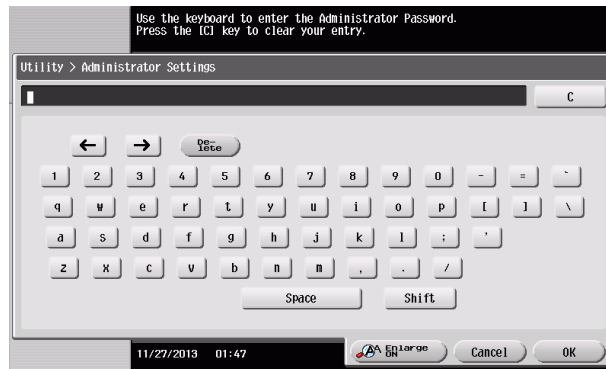 Use the keyboard to enter the Administrator Password.
Press the [C] key to clear your entry.
Utility > Administrator Settings
C
← → De-lete
1 2 3 4 5 6 7 8 9 0 - = `
q w e r t y u i o p [ ] \
a s d f g h j k l ; '
z x c v b n m , . /
Space Shift
11/27/2013 01:47
AA Enlarge ON Cancel OK